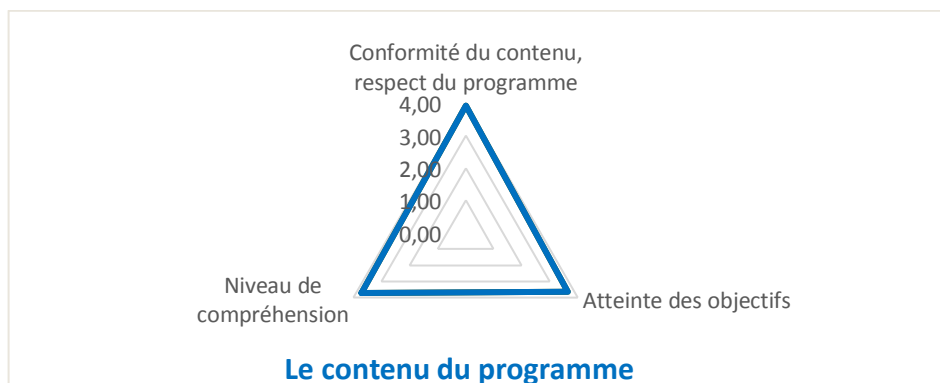 Conformité du contenu,
respect du programme
4,00
3,00
2,00
1,00
0,00
Niveau de
compréhension
Atteinte des objectifs
Le contenu du programme